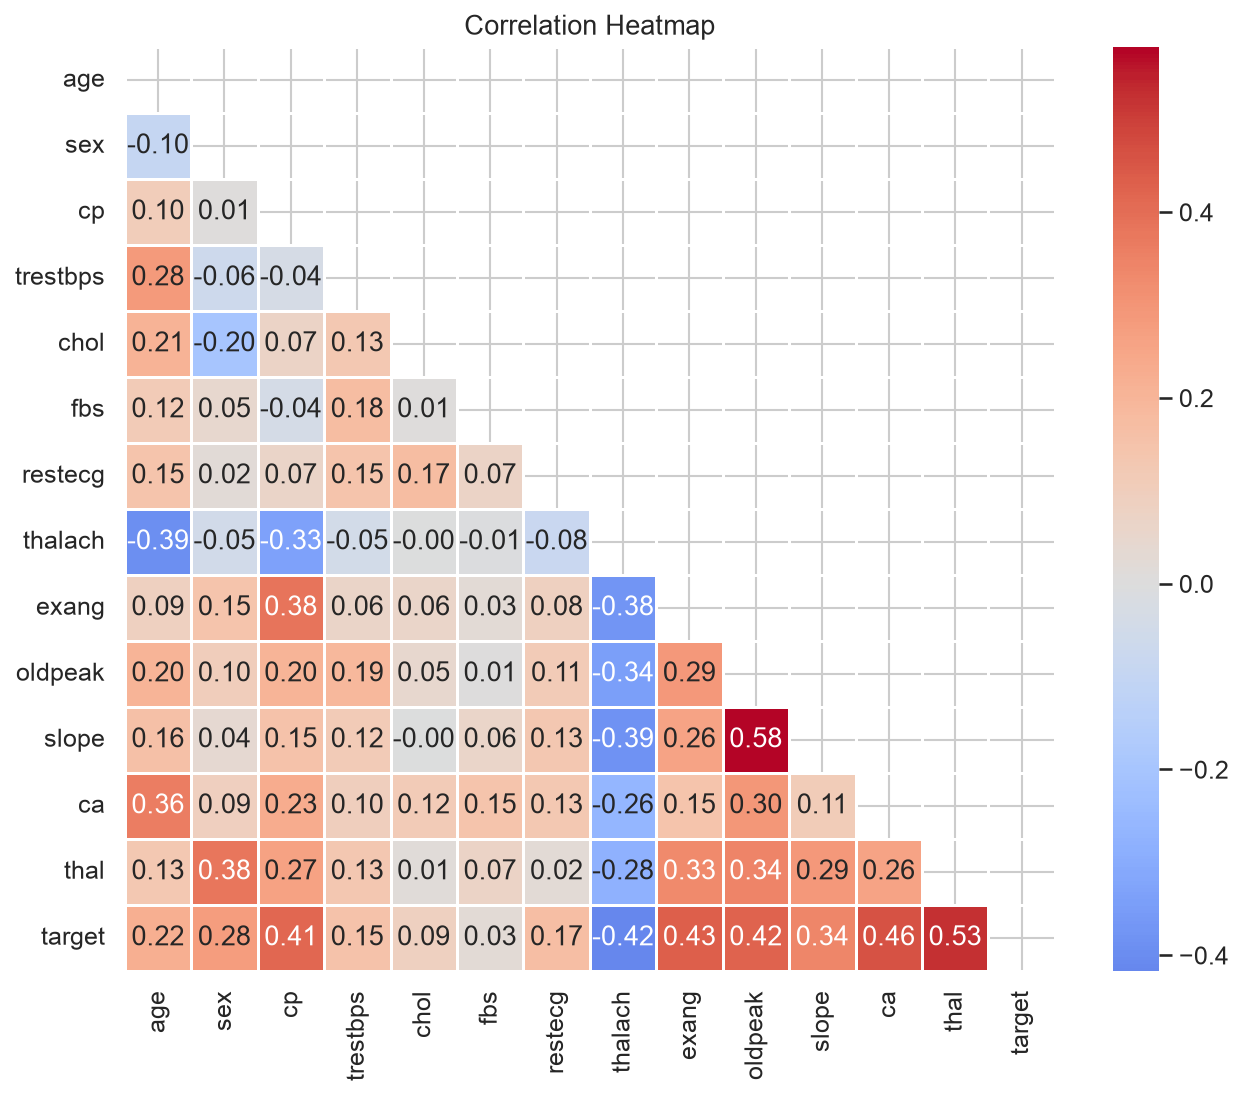 Correlation Heatmap
age
sex -0.10
cp 0.10 0.01
trestbps 0.28 -0.06 -0.04
chol 0.21 -0.20 0.07 0.13
fbs 0.12 0.05 -0.04 0.18 0.01
restecg 0.15 0.02 0.07 0.15 0.17 0.07
thalach -0.39 -0.05 -0.33 -0.05 -0.00 -0.01 -0.08
exang 0.09 0.15 0.38 0.06 0.06 0.03 0.08 -0.38
oldpeak 0.20 0.10 0.20 0.19 0.05 0.01 0.11 -0.34 0.29
slope 0.16 0.04 0.15 0.12 -0.00 0.06 0.13 -0.39 0.26 0.58
ca 0.36 0.09 0.23 0.10 0.12 0.15 0.13 -0.26 0.15 0.30 0.11
thal 0.13 0.38 0.27 0.13 0.01 0.07 0.02 -0.28 0.33 0.34 0.29 0.26
target 0.22 0.28 0.41 0.15 0.09 0.03 0.17 -0.42 0.43 0.42 0.34 0.46 0.53
age sex cp trestbps chol fbs restecg thalach exang oldpeak slope ca thal target
0.4
0.2
0.0
−0.2
−0.4